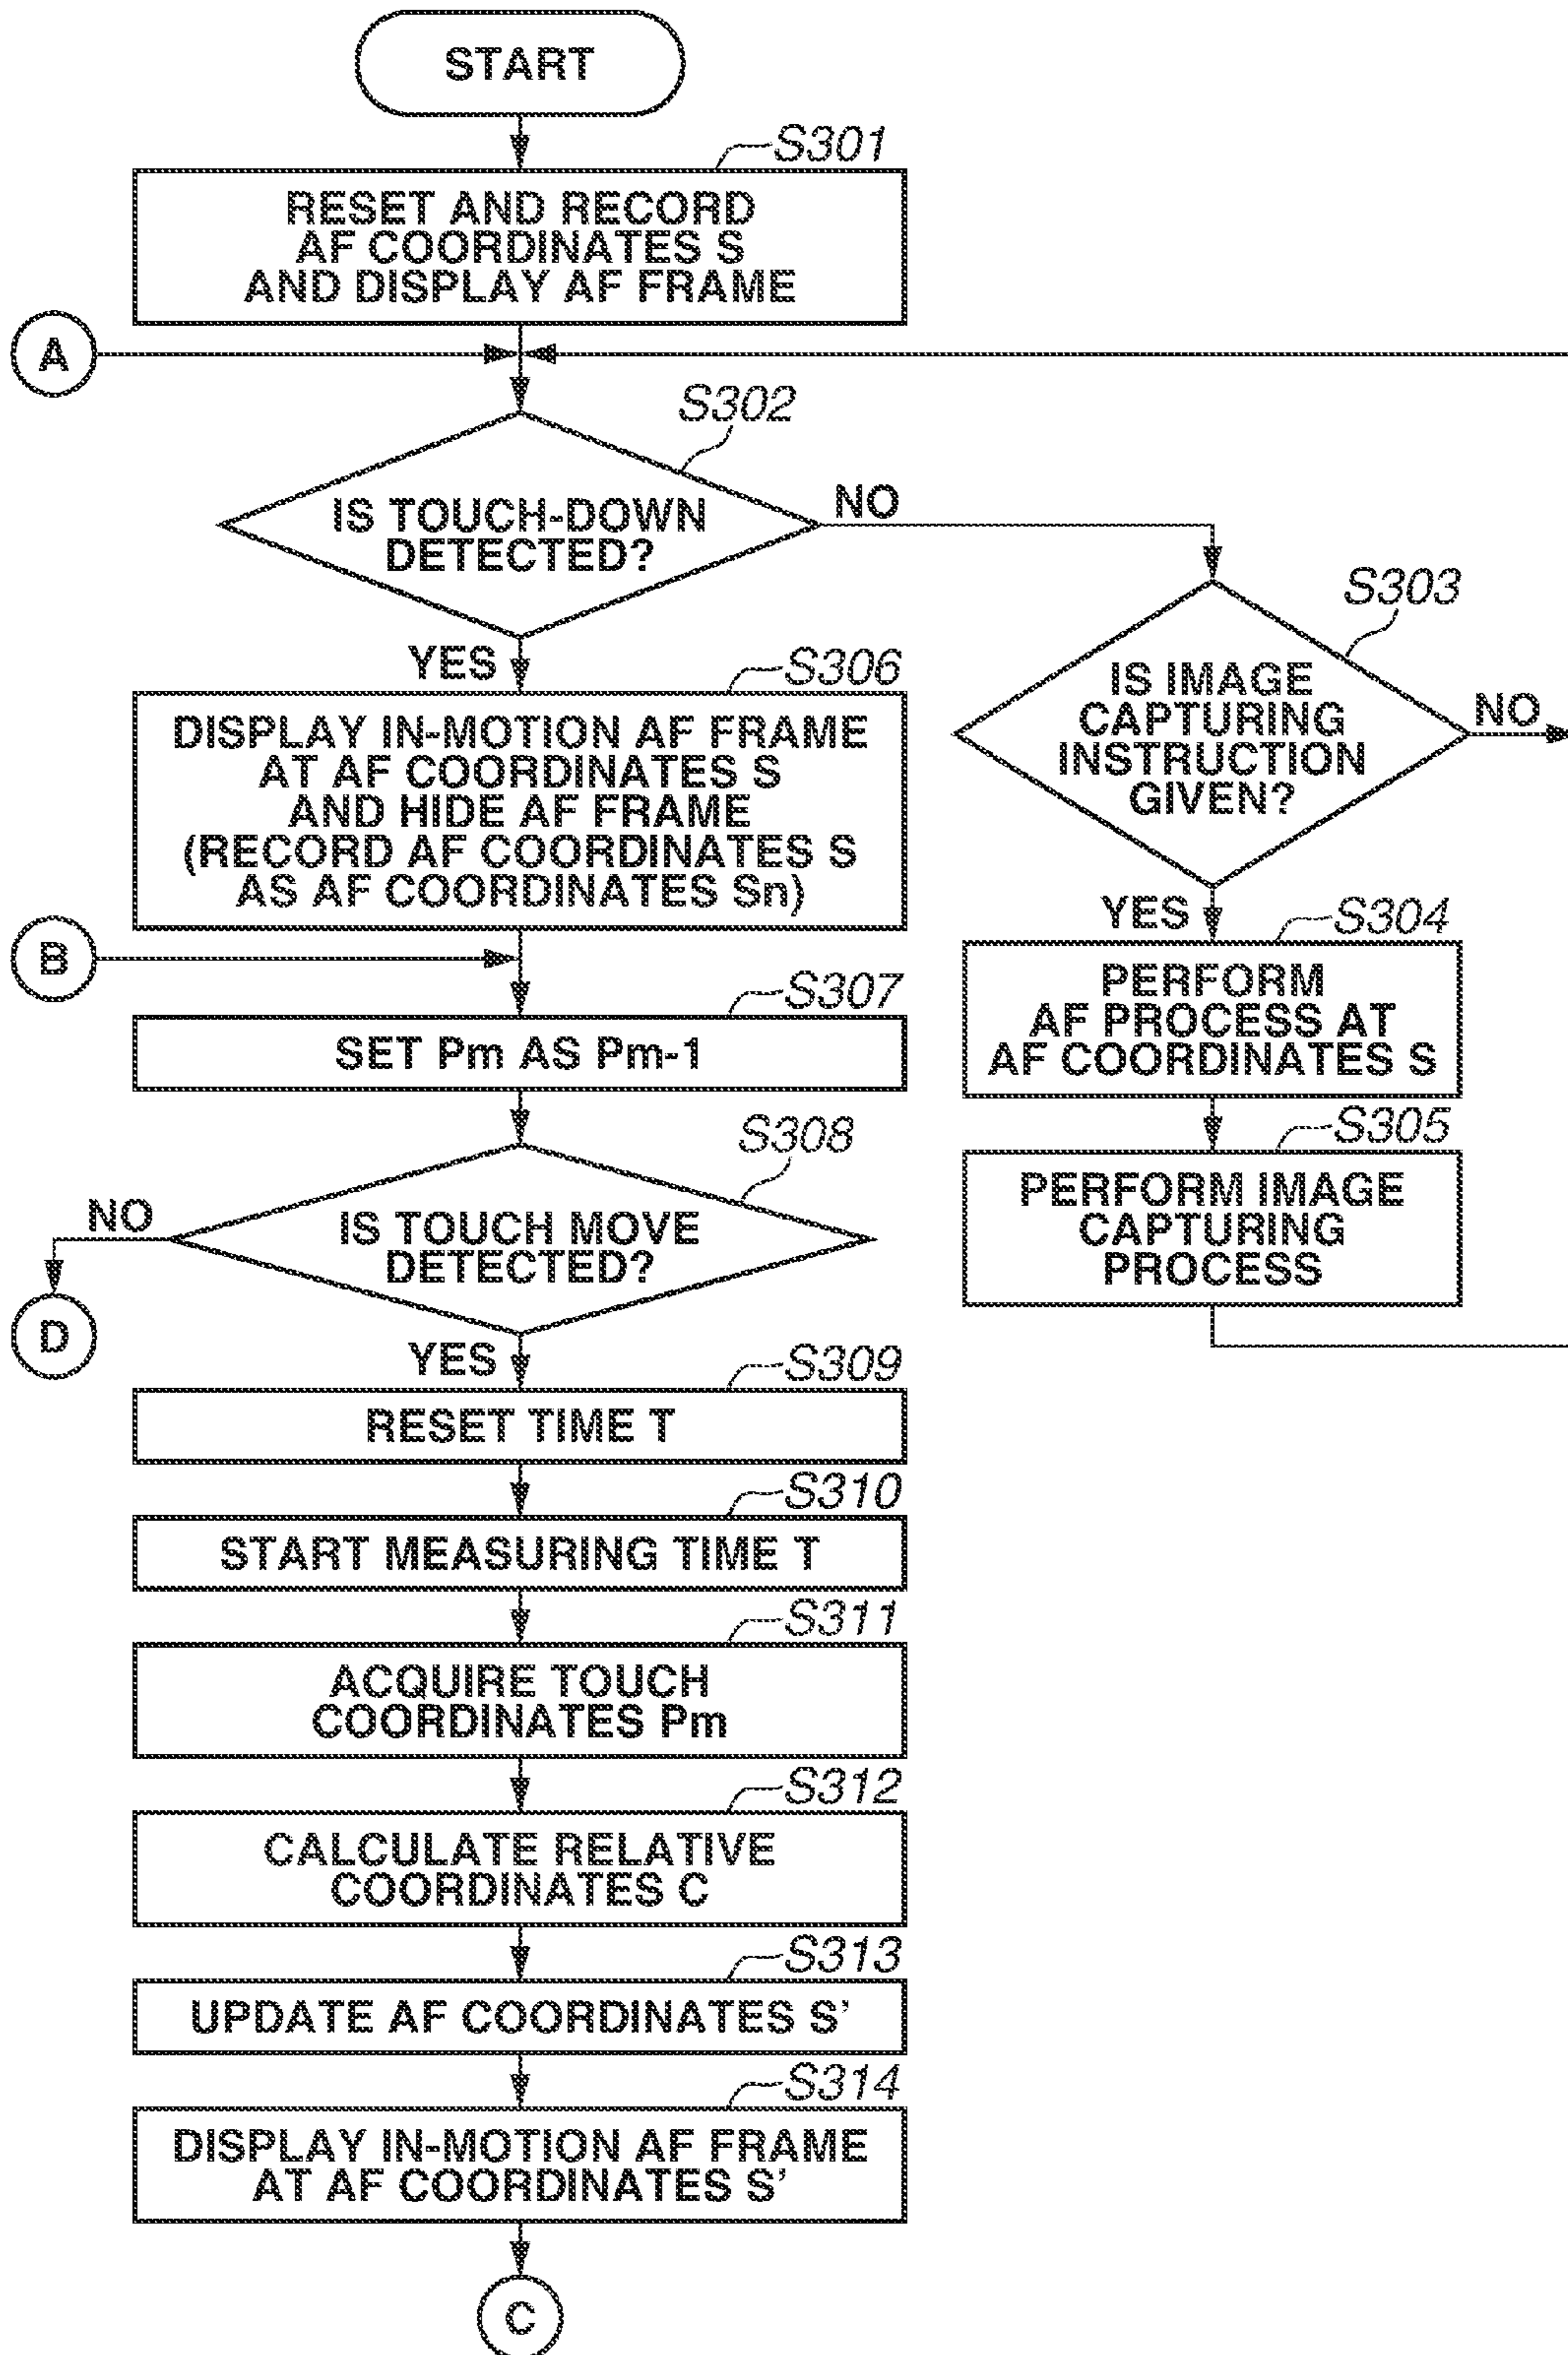 START
S301
RESET AND RECORD
AF COORDINATES S
AND DISPLAY AF FRAME
A
S302
IS TOUCH-DOWN
DETECTED?
NO
YES
S303
IS IMAGE
CAPTURING
INSTRUCTION
GIVEN?
NO
YES
S304
PERFORM
AF PROCESS AT
AF COORDINATES S
S305
PERFORM IMAGE
CAPTURING
PROCESS
S306
DISPLAY IN-MOTION AF FRAME
AT AF COORDINATES S
AND HIDE AF FRAME
(RECORD AF COORDINATES S
AS AF COORDINATES Sn)
B
S307
SET Pm AS Pm-1
S308
IS TOUCH MOVE
DETECTED?
NO
D
YES
S309
RESET TIME T
S310
START MEASURING TIME T
S311
ACQUIRE TOUCH
COORDINATES Pm
S312
CALCULATE RELATIVE
COORDINATES C
S313
UPDATE AF COORDINATES S’
S314
DISPLAY IN-MOTION AF FRAME
AT AF COORDINATES S’
C